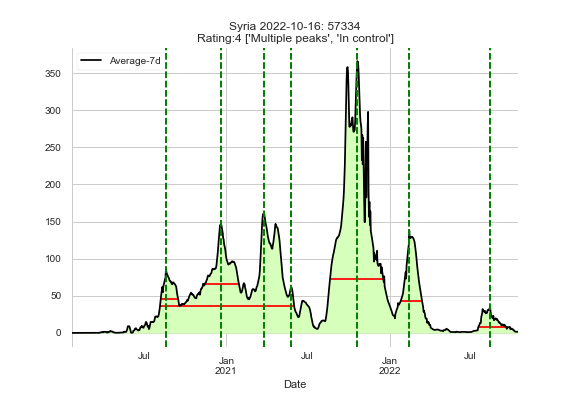 Syria 2022-10-16: 57334
Rating:4 ['Multiple peaks', 'In control']
Average-7d
350
300
250
200
150
100
50
0
Jul
Jan
2021
Jul
Jan
2022
Jul
Date